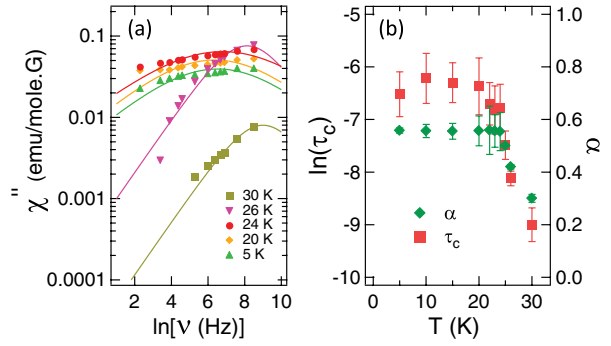 (a)
χ" (emu/mole.G)
0.1
0.01
0.001
0.0001
30 K
26 K
24 K
20 K
5 K
2
4
6
8
10
ln[ν (Hz)]
(b)
ln(τc)
-5
-6
-7
-8
-9
-10
α
τc
0
5
10
15
20
25
30
T (K)
1.0
0.8
0.6
0.4
0.2
0.0
α